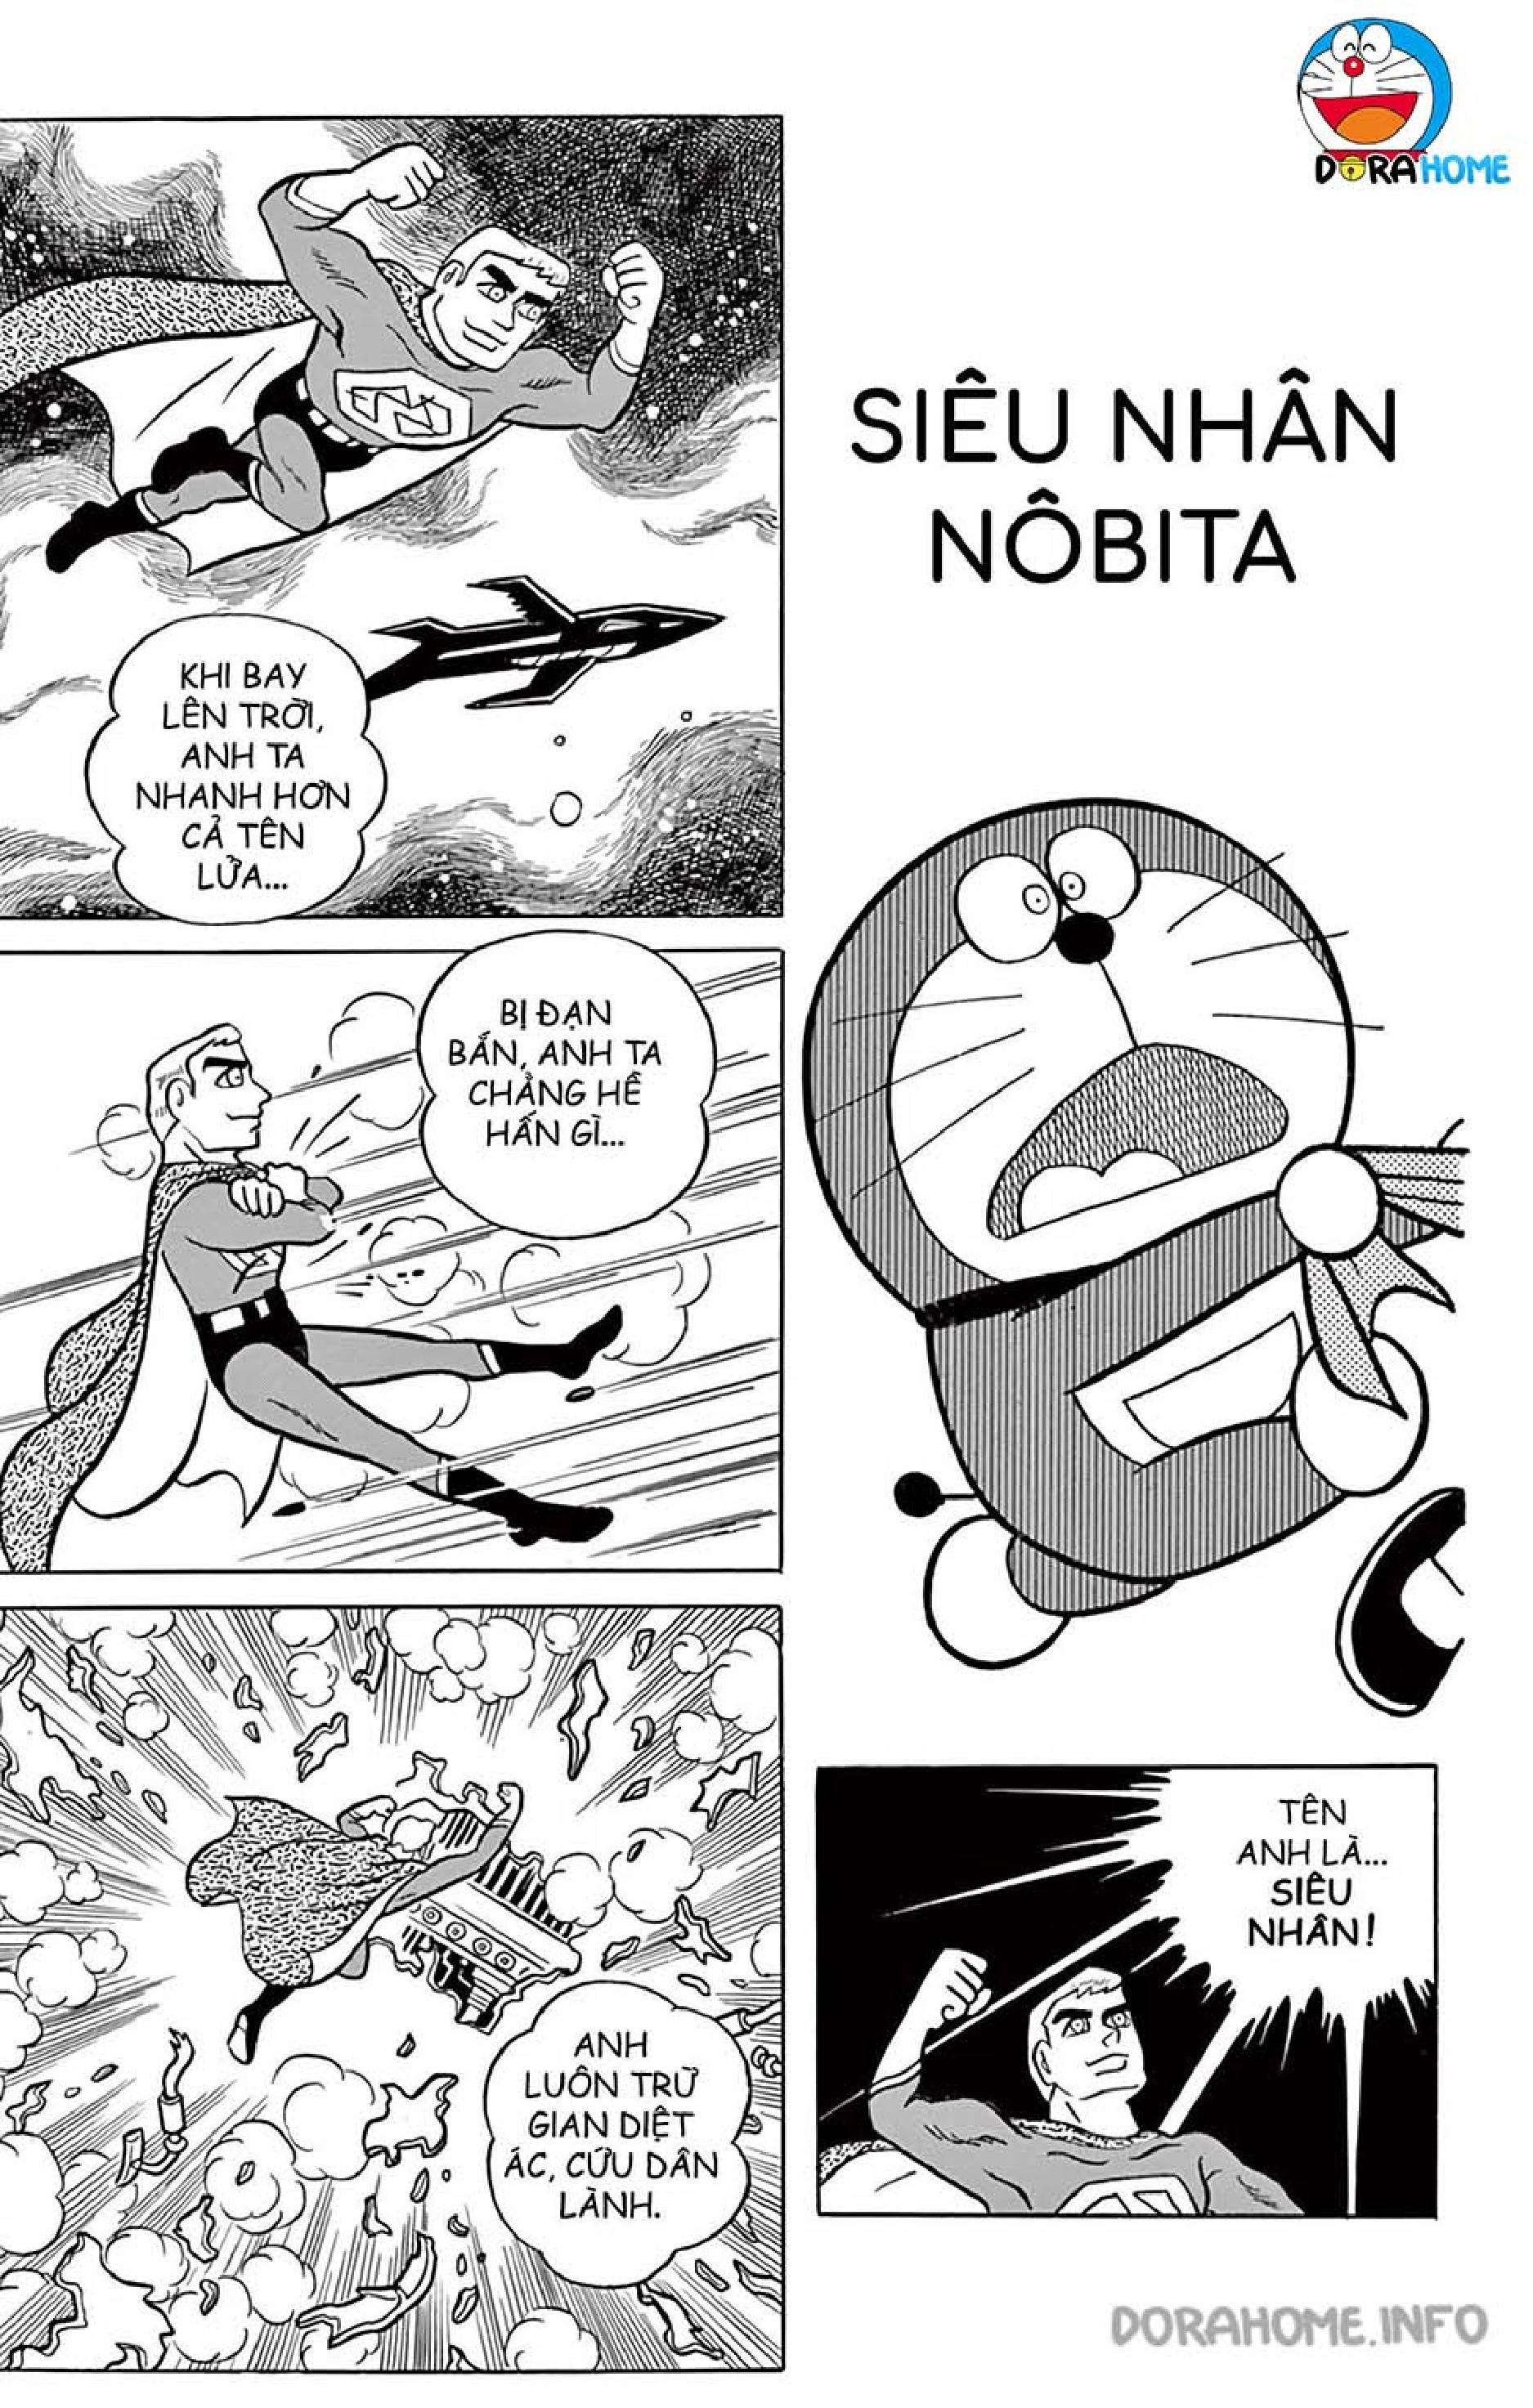 DORAHOME
SIÊU NHÂN
NÔBITA
TÊN
ANH LÀ...
SIÊU
NHÂN!
KHI BAY
LÊN TRỜI,
ANH TA
NHANH HƠN
CẢ TÊN
LỬA...
BỊ ĐẠN
BẮN, ANH TA
CHẲNG HỀ
HẤN GÌ...
ANH
LUÔN TRỪ
GIAN DIỆT
ÁC, CỨU DÂN
LÀNH.
DORAHOME.INFO